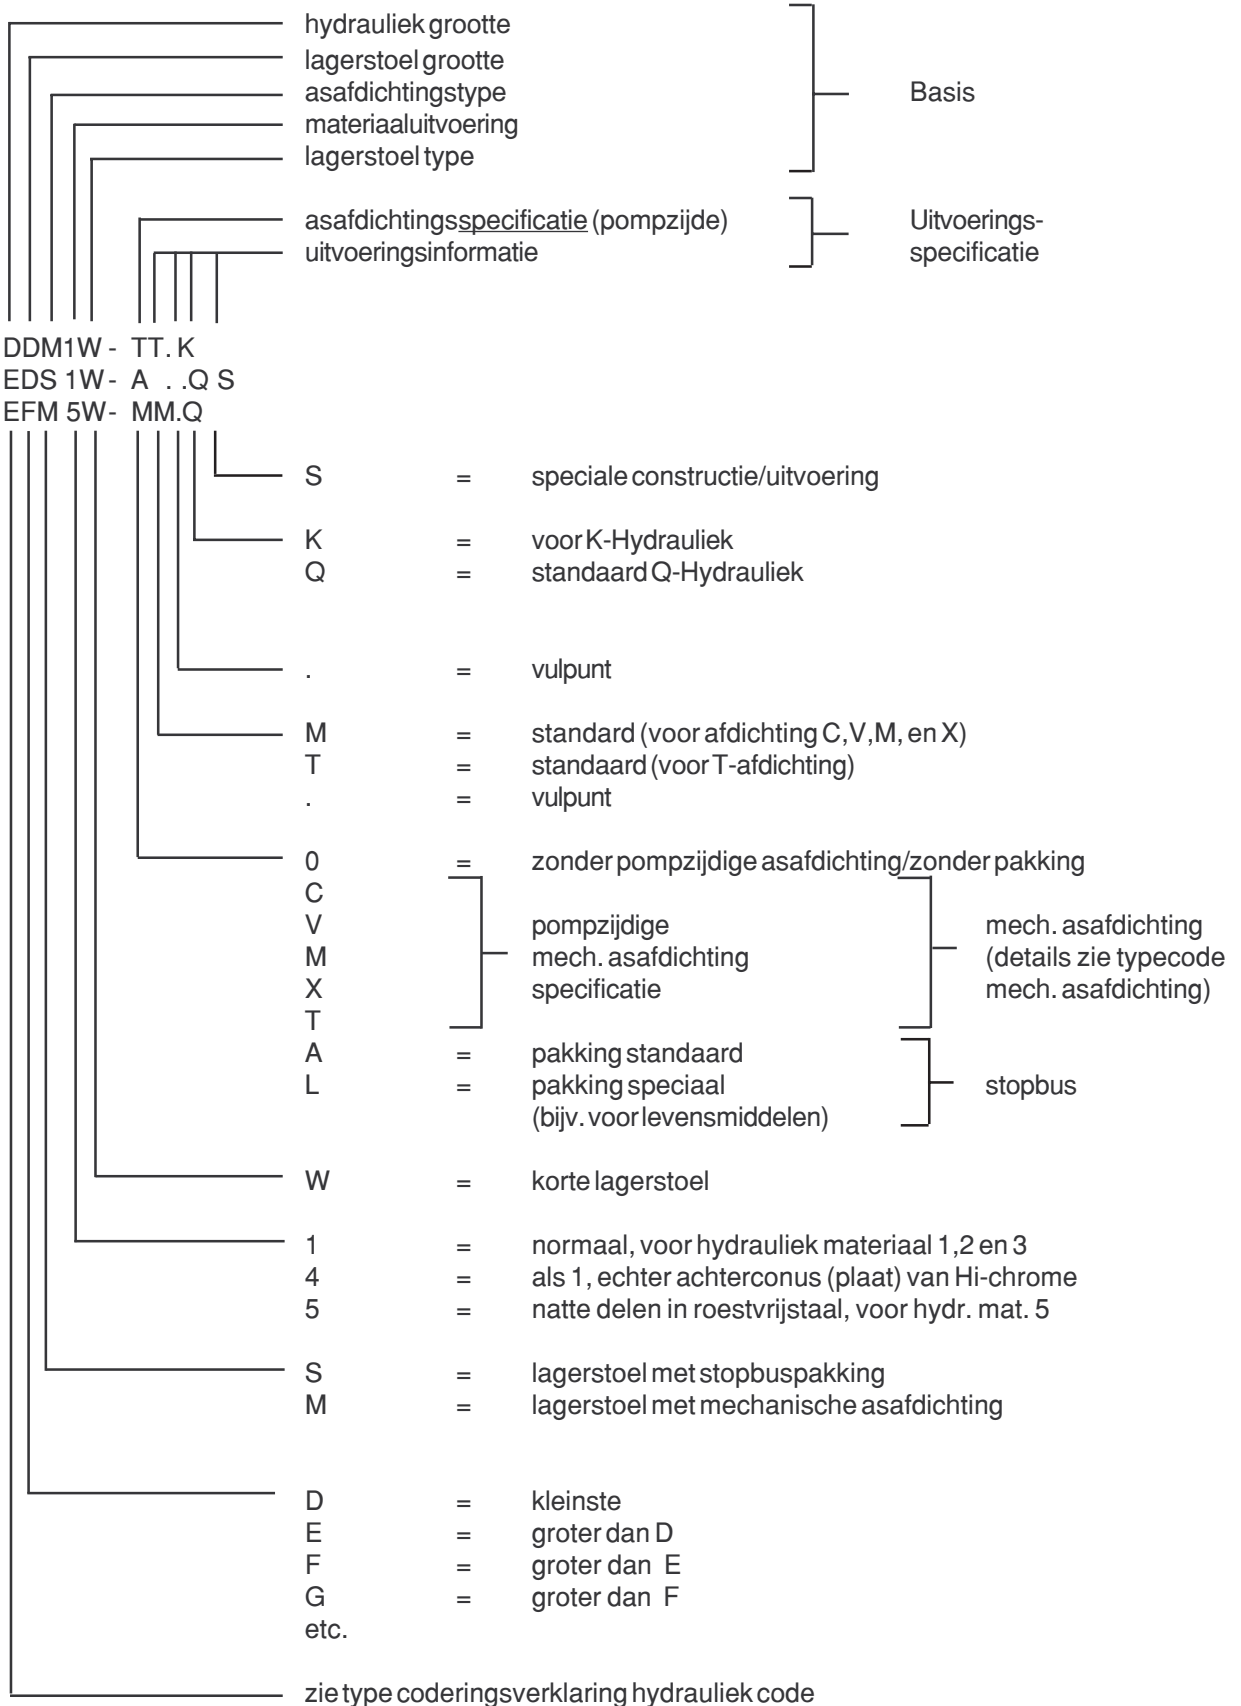 hydrauliek grootte
lagerstoel grootte
asafdichtingstype
Basis
materiaaluitvoering
lagerstoel type
asafdichtingsspecificatie (pompzijde)
Uitvoerings-
uitvoeringsinformatie
specificatie
DDM1W - TT. K
EDS 1W - A . .Q S
EFM 5W - MM.Q
S = speciale constructie/uitvoering
K = voor K-Hydrauliek
Q = standaard Q-Hydrauliek
. = vulpunt
M = standard (voor afdichting C,V,M, en X)
T = standaard (voor T-afdichting)
. = vulpunt
0 = zonder pompzijdige asafdichting/zonder pakking
C
V pompzijdige mech. asafdichting
M mech. asafdichting (details zie typecode
X specificatie mech. asafdichting)
T
A = pakking standaard
L = pakking speciaal stopbus
(bijv. voor levensmiddelen)
W = korte lagerstoel
1 = normaal, voor hydrauliek materiaal 1,2 en 3
4 = als 1, echter achterconus (plaat) van Hi-chrome
5 = natte delen in roestvrijstaal, voor hydr. mat. 5
S = lagerstoel met stopbuspakking
M = lagerstoel met mechanische asafdichting
D = kleinste
E = groter dan D
F = groter dan E
G = groter dan F
etc.
zie type coderingsverklaring hydrauliek code